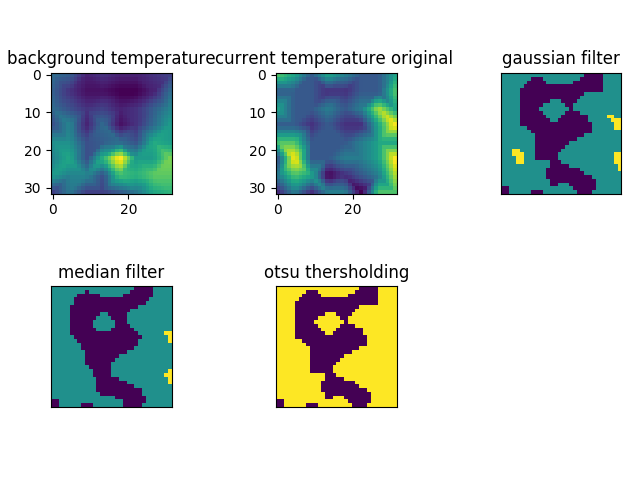 background temperature
current temperature original
gaussian filter
0
10
20
30
0
20
0
10
20
30
0
20
median filter
otsu thersholding